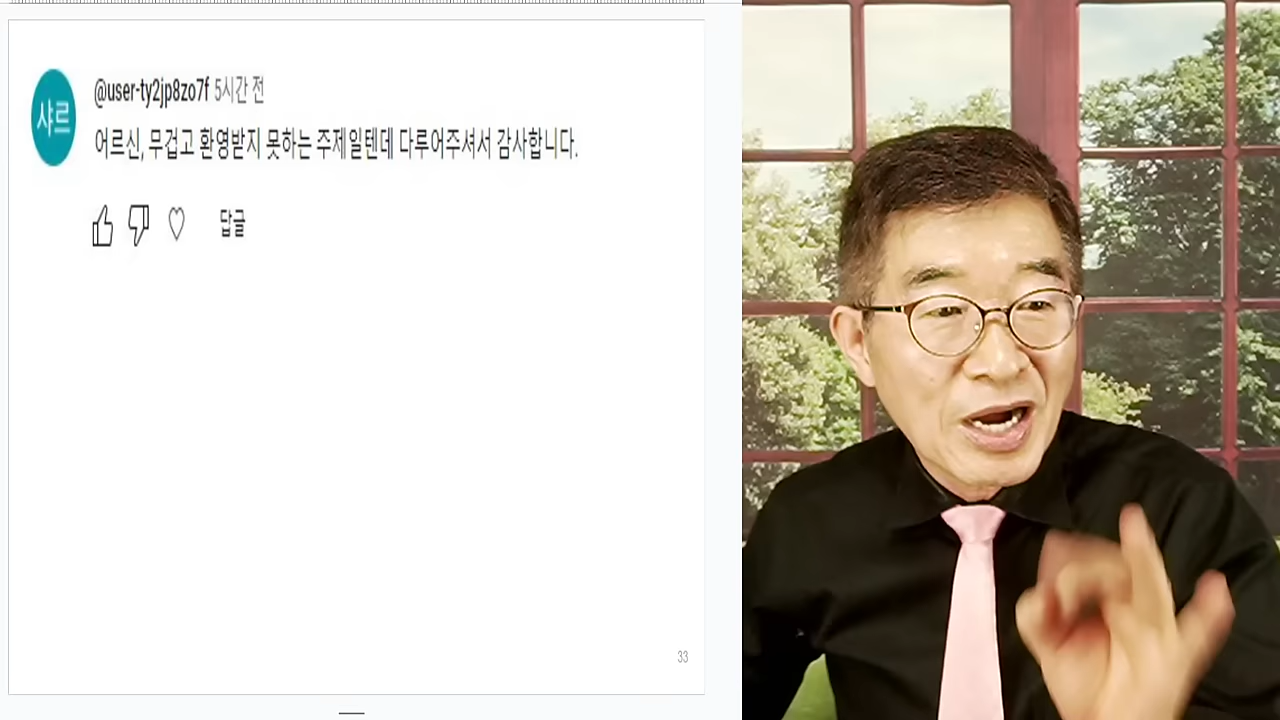 샤르
@user-ty2jp8zo7f 5시간 전
어르신, 무겁고 환영받지 못하는 주제일텐데 다루어주셔서 감사합니다.
답글
33